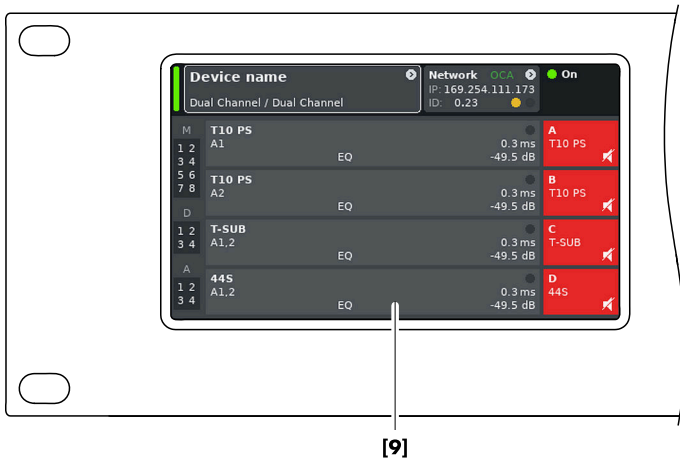 Device name
Dual Channel / Dual Channel
Network OCA
IP: 169.254.111.173
ID: 0.23
On
M
1 2
3 4
5 6
7 8
D
1 2
3 4
A
1 2
3 4
T10 PS
A1
EQ
0.3 ms
-49.5 dB
A
T10 PS
T10 PS
A2
EQ
0.3 ms
-49.5 dB
B
T10 PS
T-SUB
A1,2
EQ
0.3 ms
-49.5 dB
C
T-SUB
44S
A1,2
EQ
0.3 ms
-49.5 dB
D
44S
[9]